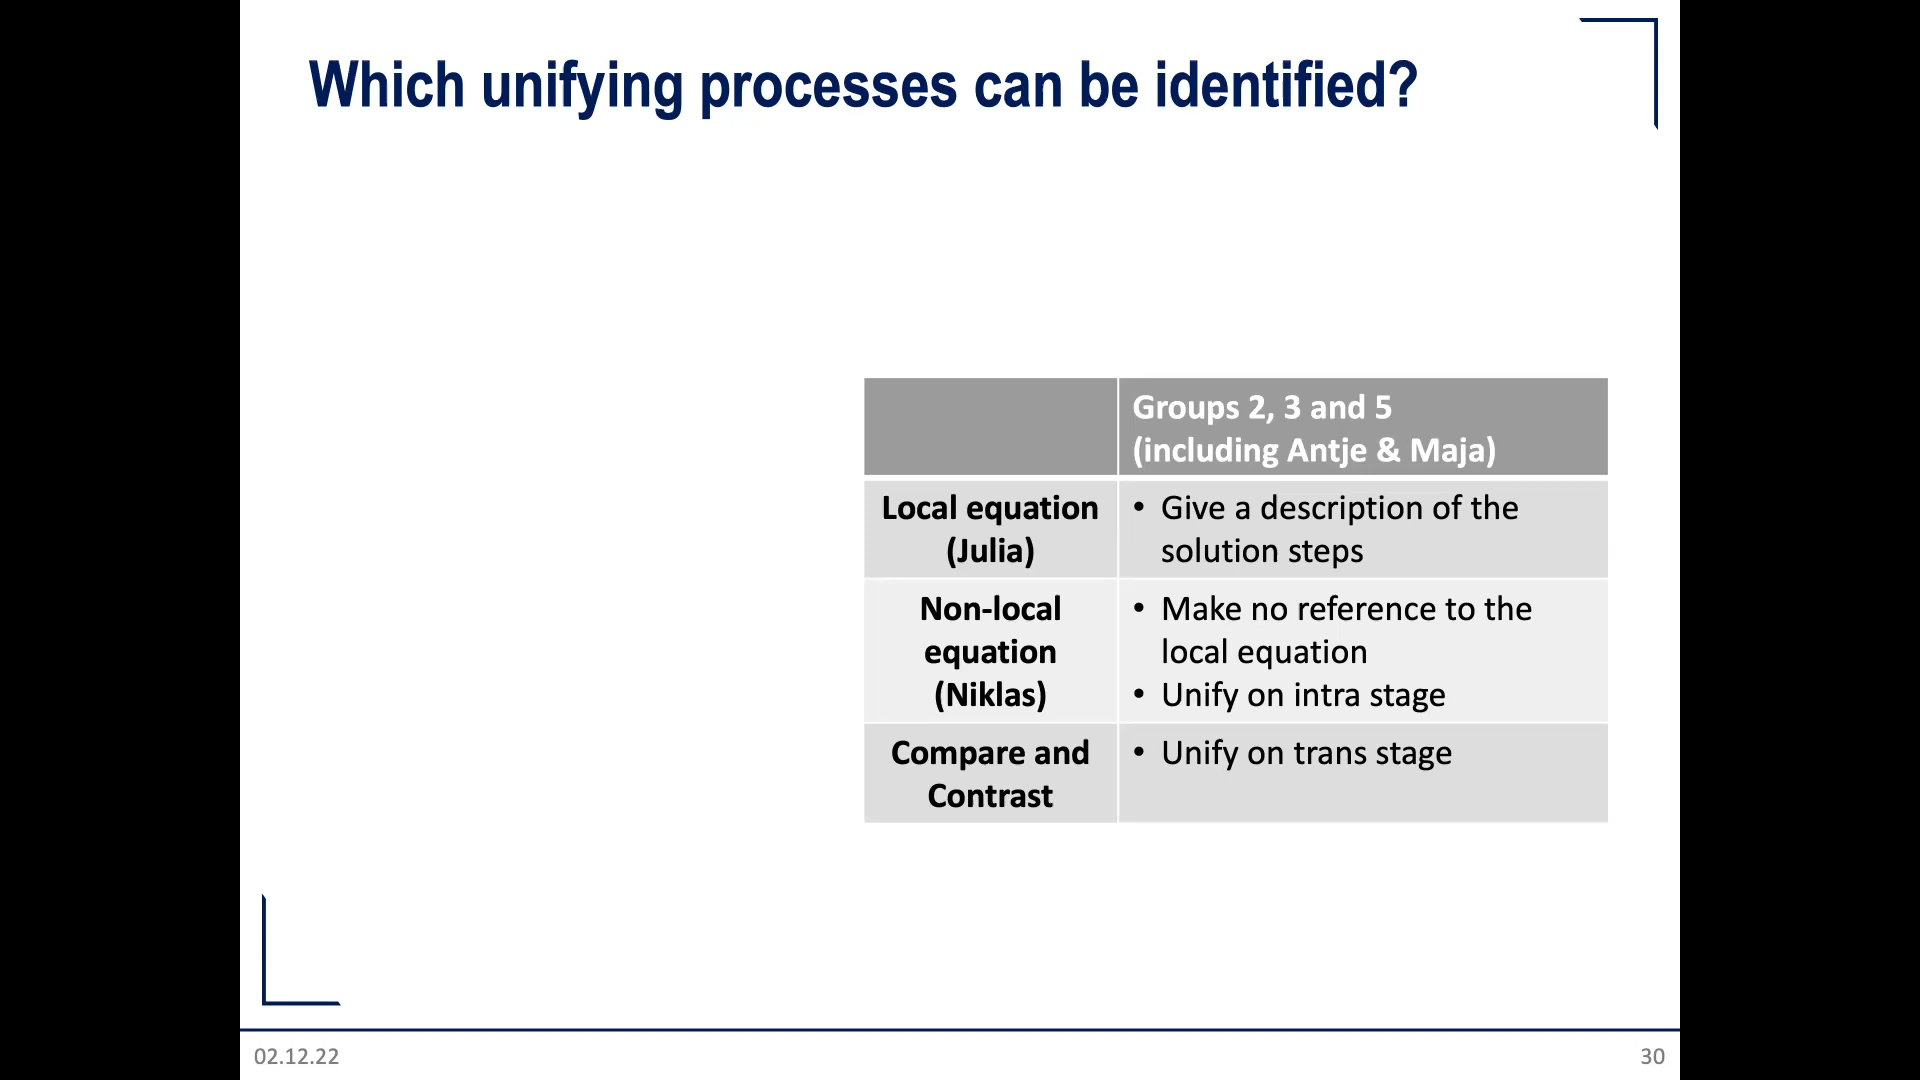 Which unifying processes can be identified?
Groups 2, 3 and 5
(including Antje & Maja)
Local equation
(Julia)
• Give a description of the
solution steps
Non-local
equation
(Niklas)
• Make no reference to the
local equation
• Unify on intra stage
Compare and
Contrast
• Unify on trans stage
02.12.22
30